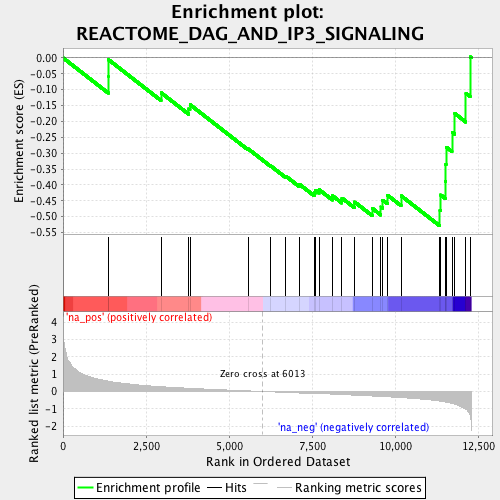 Enrichment plot:
REACTOME_DAG_AND_IP3_SIGNALING
Enrichment score (ES)
0.00
-0.05
-0.10
-0.15
-0.20
-0.25
-0.30
-0.35
-0.40
-0.45
-0.50
-0.55
'na_pos' (positively correlated)
Ranked list metric (PreRanked)
4
3
2
1
0
-1
-2
Zero cross at 6013
'na_neg' (negatively correlated)
0
2,500
5,000
7,500
10,000
12,500
Rank in Ordered Dataset
Enrichment profile
Hits
Ranking metric scores